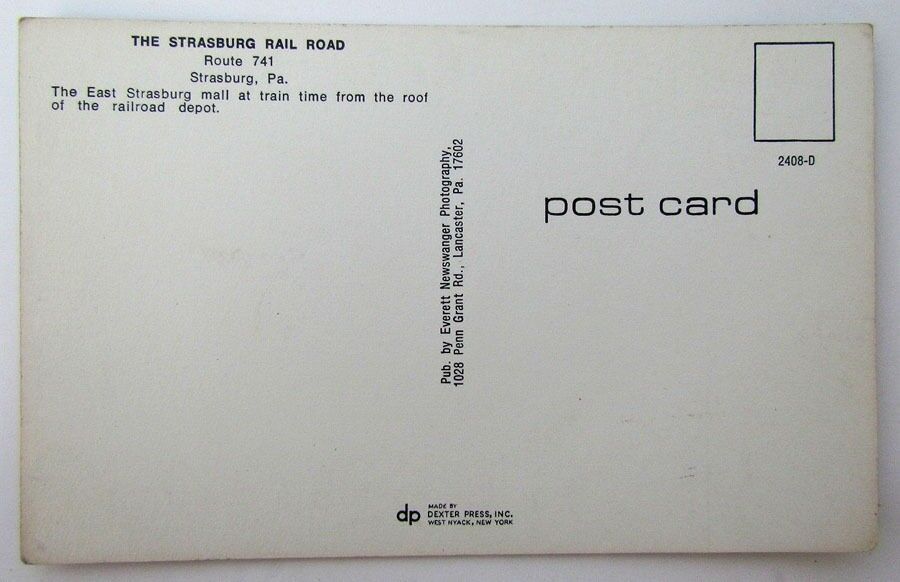 THE STRASBURG RAIL ROAD
Route 741
Strasburg, Pa.
The East Strasburg mall at train time from the roof
of the railroad depot.
Pub. by Everett Newswanger Photography,
1028 Penn Grant Rd., Lancaster, Pa. 17602
2408-D
post card
dp
MADE BY
DEXTER PRESS, INC.
WEST NYACK, NEW YORK